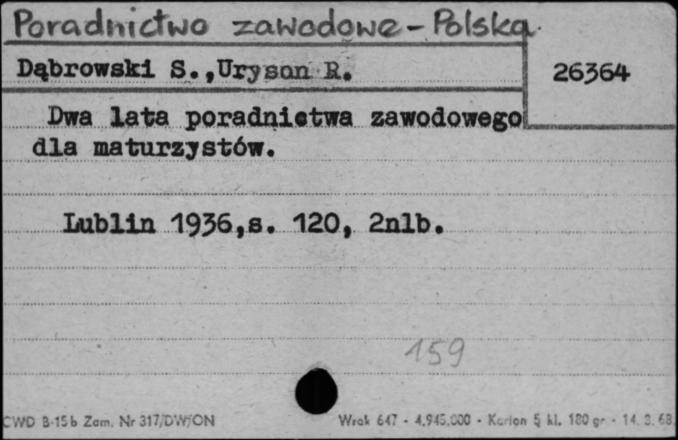 Poradnictwo zawodowe - Polska
Dąbrowski S.,Uryson R.
26364
Dwa lata poradnictwa zawodowego
dla maturzystów.
Lublin 1936,s. 120, 2nlb.
159
CWD B-15b Zam. Nr 317/DW/ON
Wrak 647 - 4.945.000 - Karton 5 kl. 180 gr - 14. 3. 68